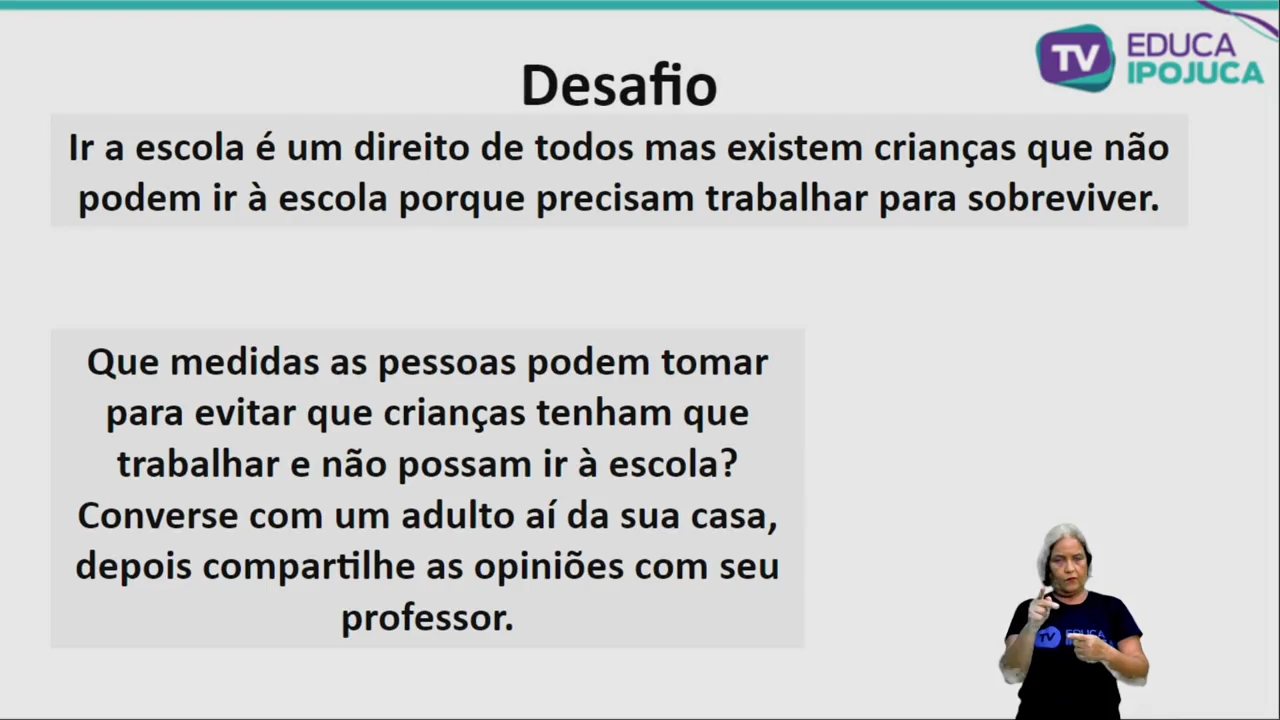 TV EDUCA
IPOJUCA
Desafio
Ir a escola é um direito de todos mas existem crianças que não
podem ir à escola porque precisam trabalhar para sobreviver.
Que medidas as pessoas podem tomar
para evitar que crianças tenham que
trabalhar e não possam ir à escola?
Converse com um adulto aí da sua casa,
depois compartilhe as opiniões com seu
professor.
TV EDUCA